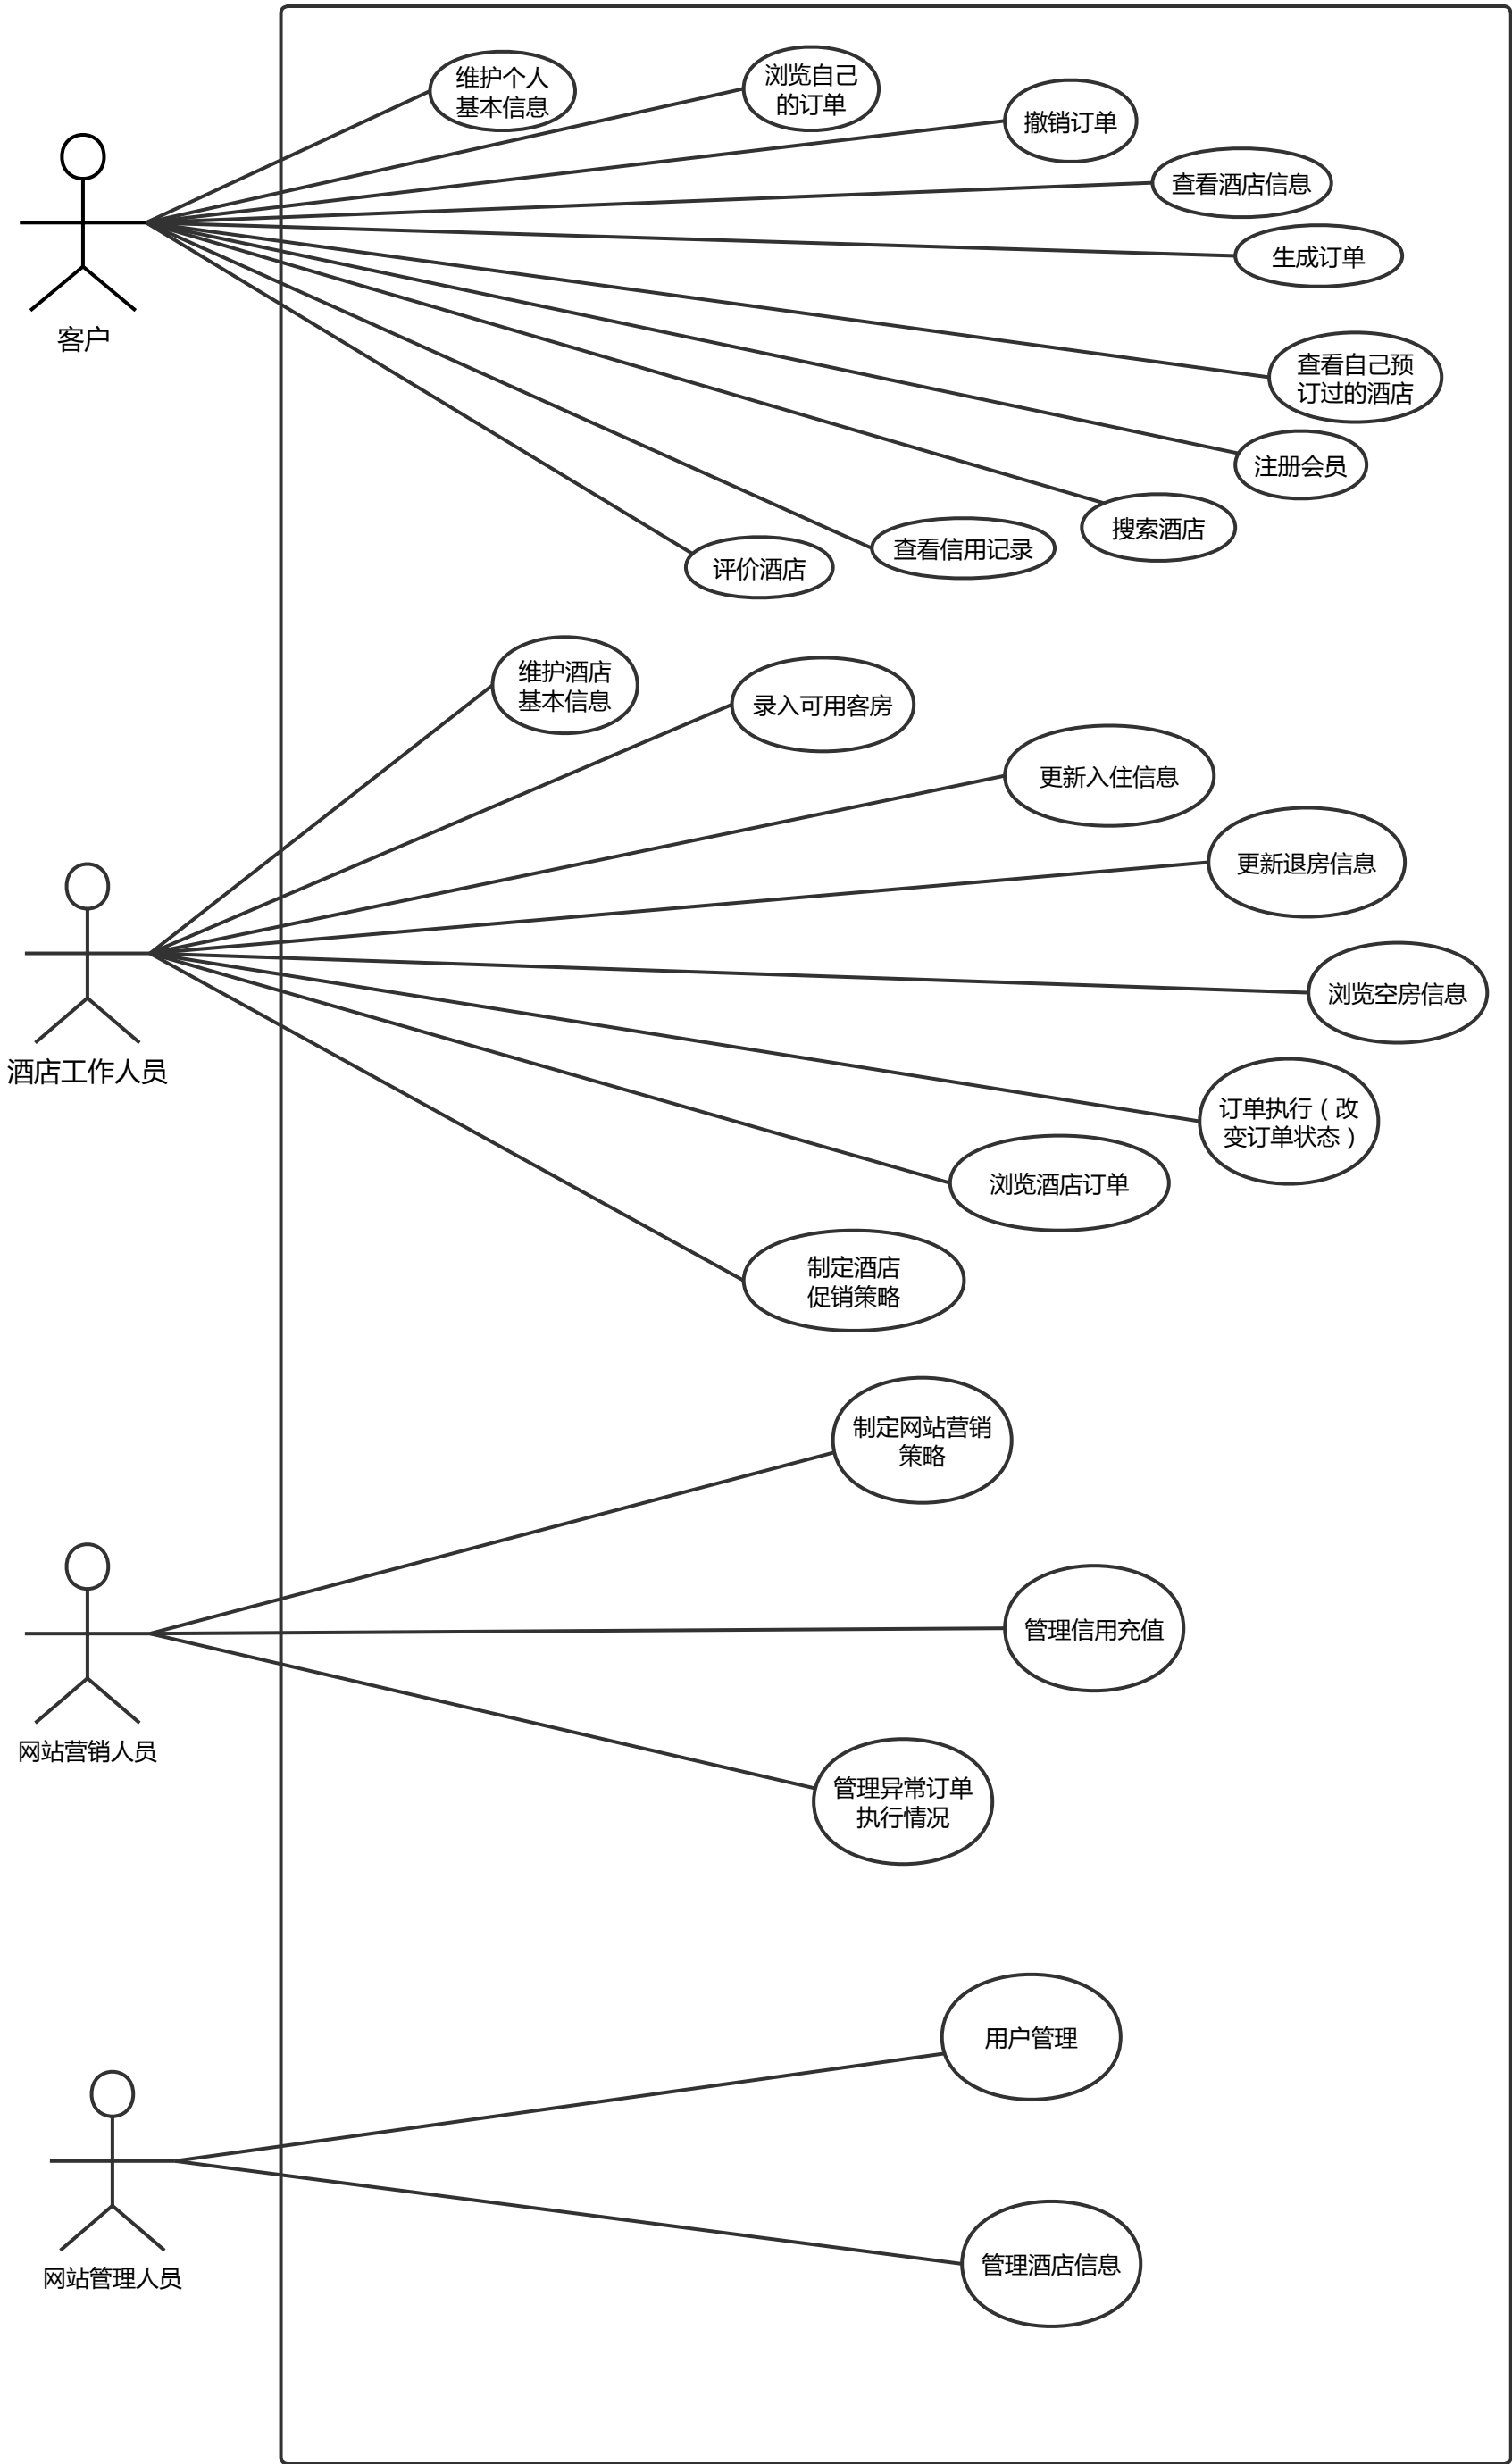 维护个人
基本信息
浏览自己
的订单
撤销订单
查看酒店信息
生成订单
客户
查看自己预
订过的酒店
注册会员
搜索酒店
查看信用记录
评价酒店
维护酒店
基本信息
录入可用客房
更新入住信息
更新退房信息
浏览空房信息
酒店工作人员
订单执行（改
变订单状态）
浏览酒店订单
制定酒店
促销策略
制定网站营销
策略
管理信用充值
网站营销人员
管理异常订单
执行情况
用户管理
管理酒店信息
网站管理人员